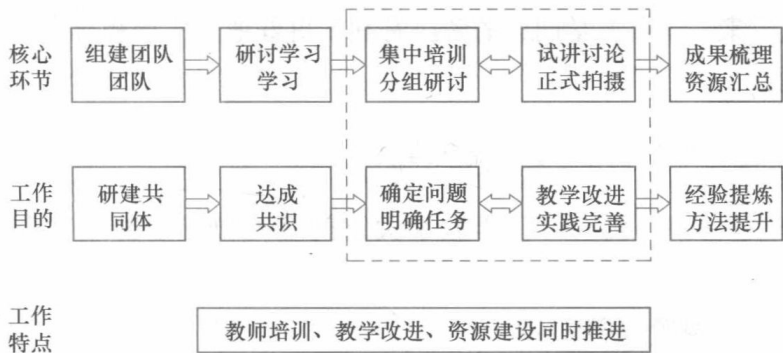 核心
环节
组建团队
团队
研讨学习
学习
集中培训
分组研讨
试讲讨论
正式拍摄
成果梳理
资源汇总
工作
目的
研建共
同体
达成
共识
确定问题
明确任务
教学改进
实践完善
经验提炼
方法提升
工作
特点
教师培训、教学改进、资源建设同时推进